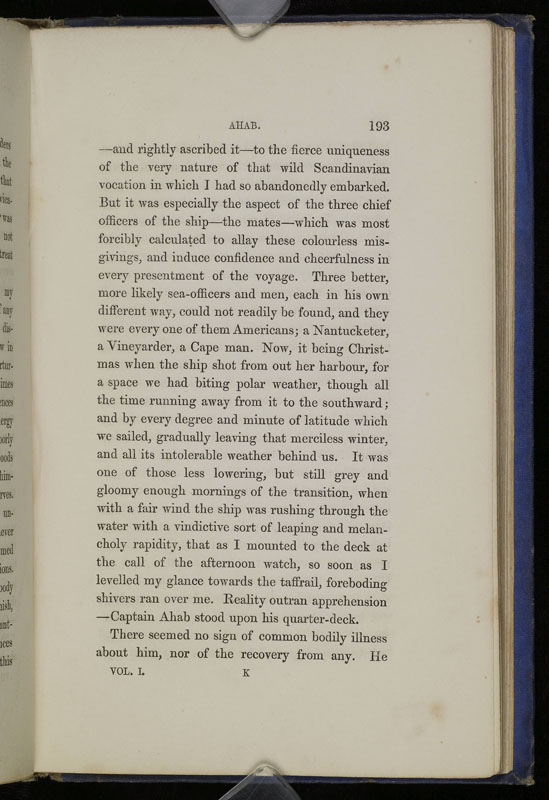 AHAB. 193
—and rightly ascribed it—to the fierce uniqueness
of the very nature of that wild Scandinavian
vocation in which I had so abandonedly embarked.
But it was especially the aspect of the three chief
officers of the ship—the mates—which was most
forcibly calculated to allay these colourless mis-
givings, and induce confidence and cheerfulness in
every presentment of the voyage. Three better,
more likely sea-officers and men, each in his own
different way, could not readily be found, and they
were every one of them Americans; a Nantucketer,
a Vineyarder, a Cape man. Now, it being Christ-
mas when the ship shot from out her harbour, for
a space we had biting polar weather, though all
the time running away from it to the southward;
and by every degree and minute of latitude which
we sailed, gradually leaving that merciless winter,
and all its intolerable weather behind us. It was
one of those less lowering, but still grey and
gloomy enough mornings of the transition, when
with a fair wind the ship was rushing through the
water with a vindictive sort of leaping and melan-
choly rapidity, that as I mounted to the deck at
the call of the afternoon watch, so soon as I
levelled my glance towards the taffrail, foreboding
shivers ran over me. Reality outran apprehension
—Captain Ahab stood upon his quarter-deck.
There seemed no sign of common bodily illness
about him, nor of the recovery from any. He
VOL. I. K